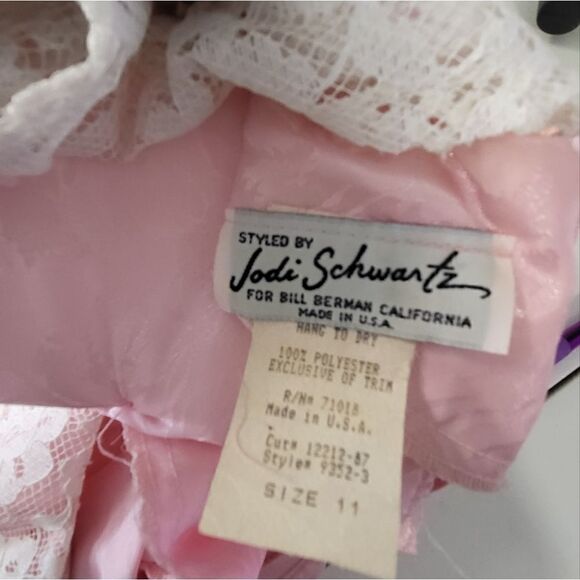 STYLED BY
Jodi Schwartz
FOR BILL BERMAN CALIFORNIA
MADE IN U.S.A.
HANG TO DRY
100% POLYESTER
EXCLUSIVE OF TRIM
R/N# 71018
Made in U.S.A.
Cut# 12212-87
Style# 9352-3
SIZE 11